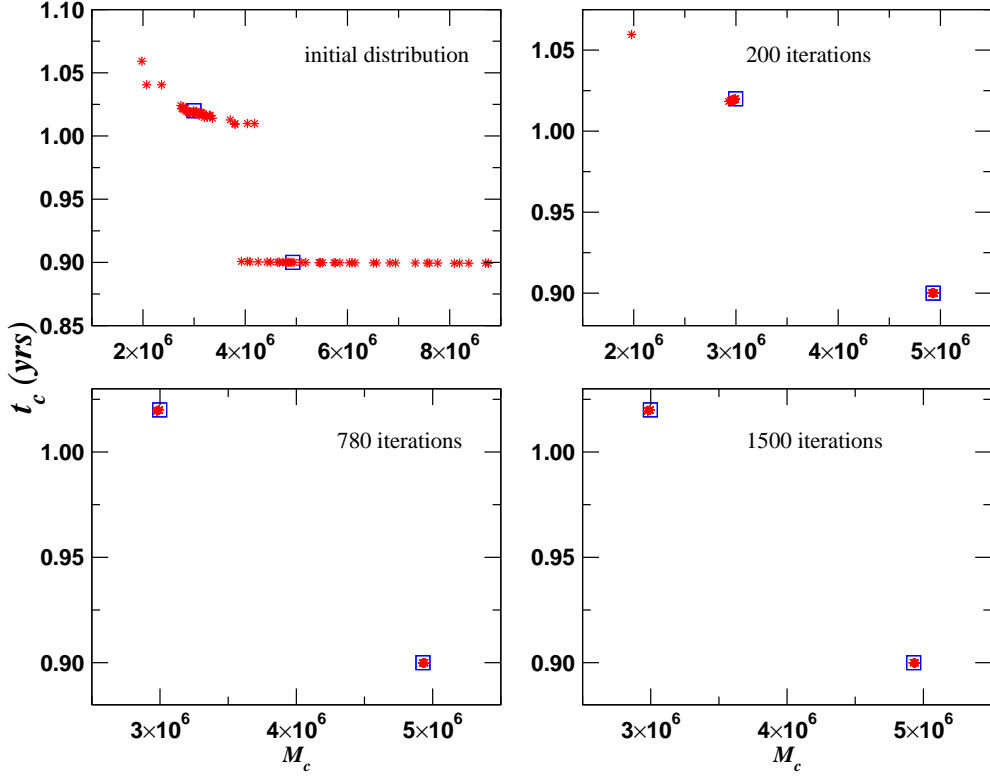 1.10
1.05
1.00
0.95
0.90
0.85
initial distribution
2×10⁶ 4×10⁶ 6×10⁶ 8×10⁶
1.05
1.00
0.95
0.90
200 iterations
2×10⁶ 3×10⁶ 4×10⁶ 5×10⁶
t_c (yrs)
1.00
0.95
0.90
780 iterations
3×10⁶ 4×10⁶ 5×10⁶
M_c
1.00
0.95
0.90
1500 iterations
3×10⁶ 4×10⁶ 5×10⁶
M_c